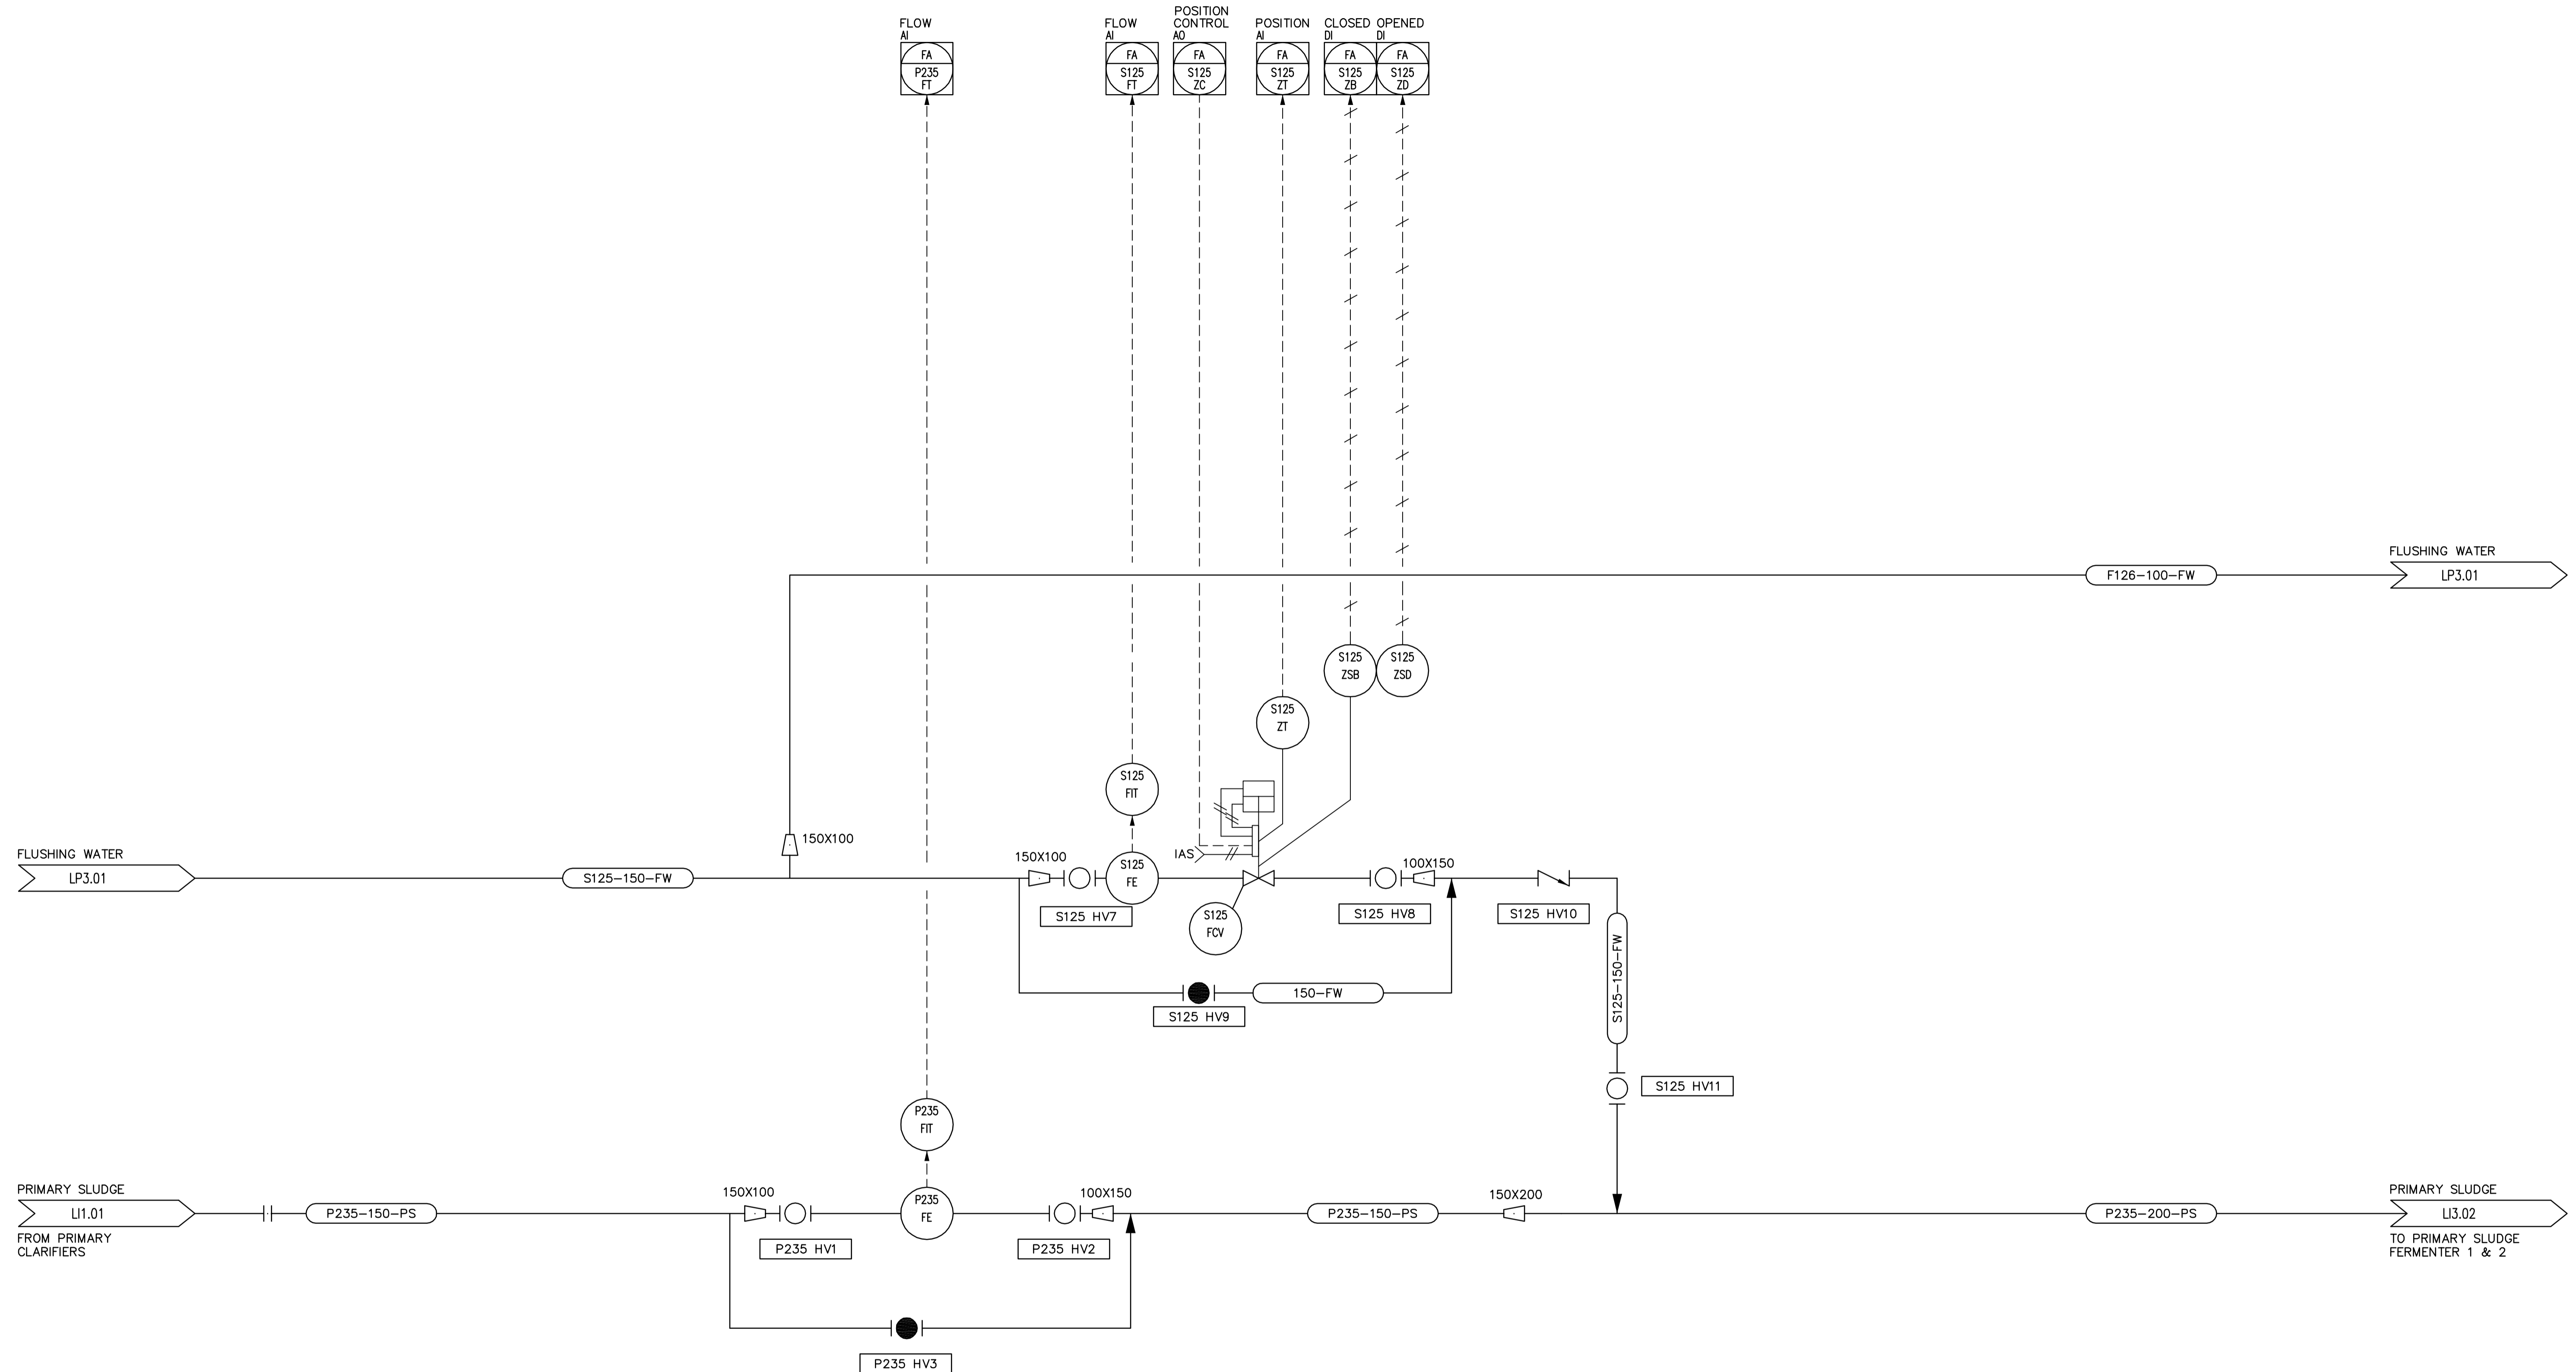 FLOW
AI
FA
P235
FT
FLOW
AI
FA
S125
FT
POSITION
CONTROL
AO
FA
S125
ZC
POSITION
AI
FA
S125
ZT
CLOSED
DI
FA
S125
ZB
OPENED
DI
FA
S125
ZD
FLUSHING WATER
F126-100-FW
LP3.01
S125
ZSB
S125
ZSD
S125
ZT
S125
FIT
150X100
FLUSHING WATER
LP3.01
S125-150-FW
150X100
S125
FE
IAS
100X150
S125 HV7
S125
FCV
S125 HV8
S125 HV10
S125-150-FW
150-FW
S125 HV9
S125 HV11
P235
FIT
PRIMARY SLUDGE
LI1.01
FROM PRIMARY
CLARIFIERS
P235-150-PS
150X100
P235
FE
100X150
P235-150-PS
150X200
P235-200-PS
PRIMARY SLUDGE
LI3.02
TO PRIMARY SLUDGE
FERMENTER 1 & 2
P235 HV1
P235 HV2
P235 HV3